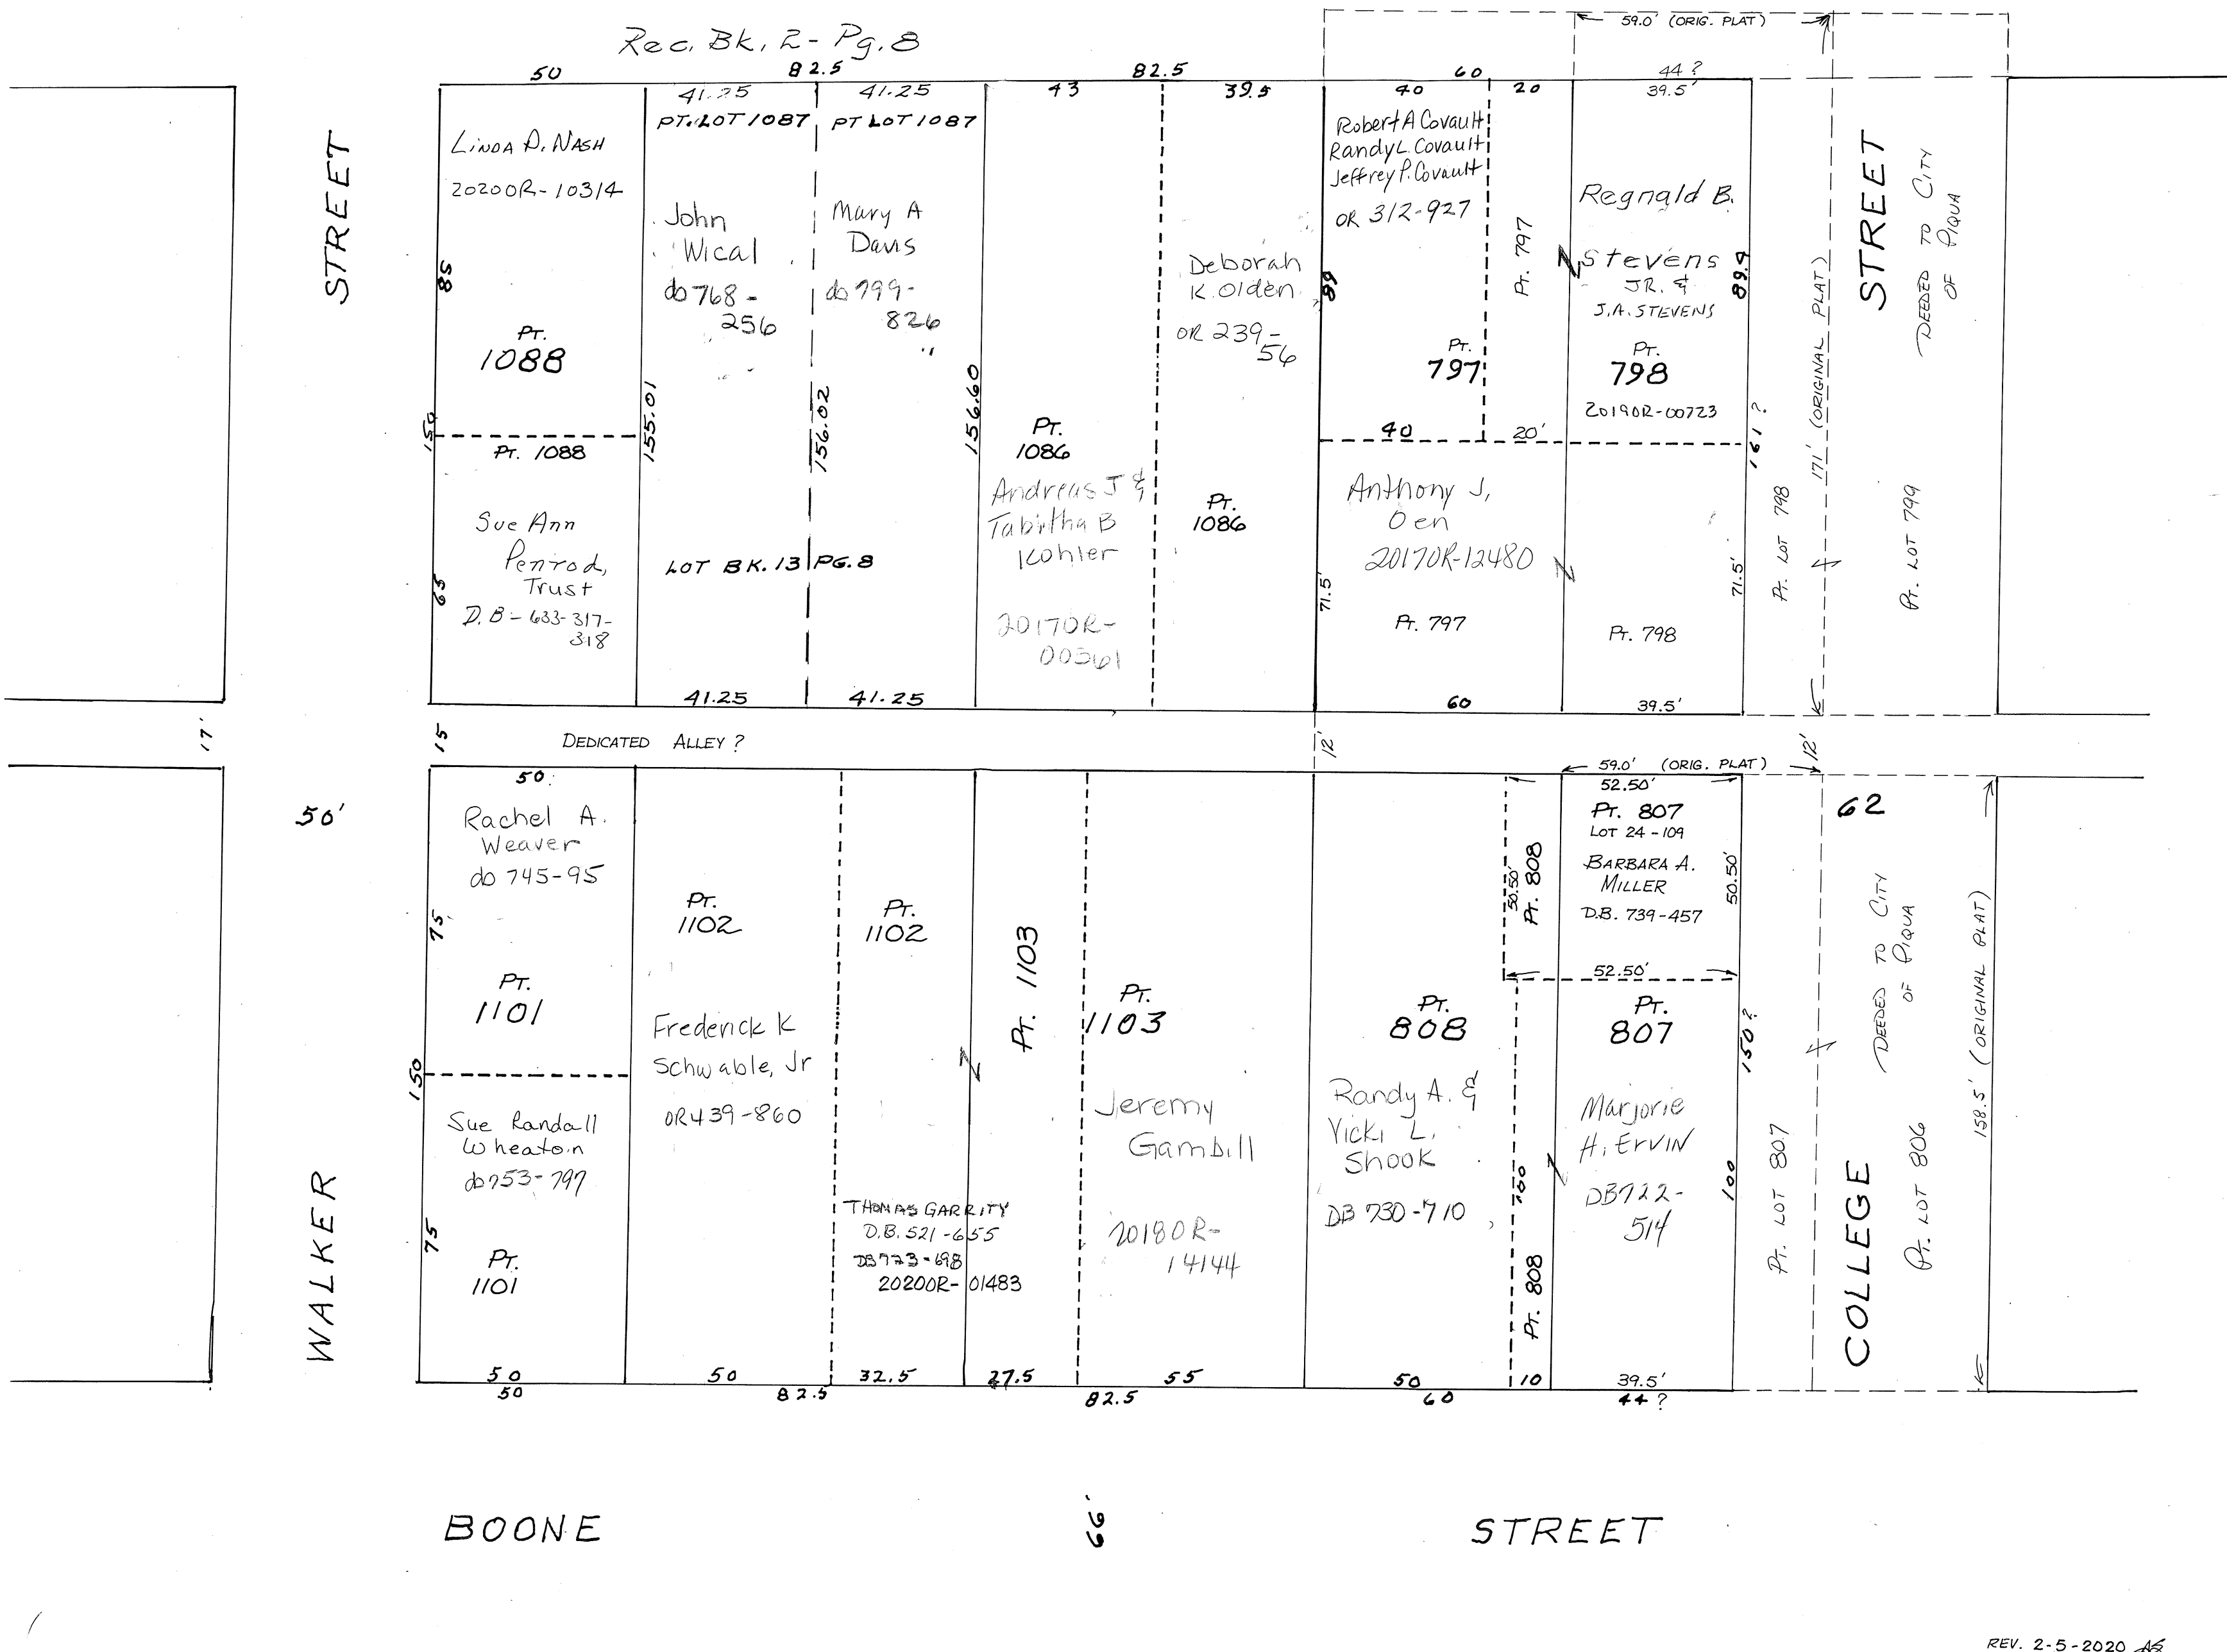 Rec. Bk. 2 - Pg. 8
59.0' (ORIG. PLAT)
50
82.5
82.5
60
44 ?
41.25
41.25
43
39.5
40
20
39.5'
PT. LOT 1087
PT LOT 1087
STREET
LINDA D. NASH
20200R-10314
85
PT.
1088
150
PT. 1088
Sue Ann
Penrod,
Trust
D.B - 633-317-
318
65
John
Wical
db 768 -
256
155.01
Mary A
Davis
db 799-
826
156.02
LOT BK. 13 PG. 8
41.25
41.25
156.60
PT.
1086
Andreas J &
Tabitha B
Kohler
20170R-
00361
Deborah
K. Olden
OR 239-
56
PT.
1086
Robert A Covault
Randy L. Covault
Jeffrey P. Covault
OR 312-927
89
PT.
797
PT. 797
40
20'
Regnald B.
Stevens
JR. &
J.A. STEVENS
89.9
PT.
798
20190R-00723
161 ?
Anthony J,
Oen
20170R-12480
71.5'
PT. 797
PT. 798
71.5'
60
39.5'
PT. LOT 798
171' (ORIGINAL PLAT)
STREET
DEEDED TO CITY
OF
PIQUA
PT. LOT 799
17'
15
DEDICATED ALLEY ?
12'
12'
59.0' (ORIG. PLAT)
50'
WALKER
50
Rachel A.
Weaver
db 745-95
75
PT.
1101
150
Sue Randall
Wheaton
db 753-797
75
PT.
1101
50
50
PT.
1102
Frederick K
Schwable, Jr
OR 439-860
50
82.5
PT.
1102
THOMAS GARRITY
D.B. 521-655
DB 723-698
20200R-01483
32.5
PT. 1103
27.5
PT.
1103
Jeremy
Gambill
20180R-
14144
55
82.5
PT.
808
Randy A. &
Vicki L.
Shook
DB 730-710
50
60
50.50'
PT. 808
100
PT. 808
10
52.50'
PT. 807
LOT 24-109
BARBARA A.
MILLER
D.B. 739-457
50.50'
52.50'
PT.
807
150 ?
Marjorie
H. ERVIN
DB722-
514
100
39.5'
44 ?
PT. LOT 807
62
COLLEGE
DEEDED TO CITY
OF PIQUA
PT. LOT 806
158.5' (ORIGINAL PLAT)
BOONE
66'
STREET
REV. 2-5-2020